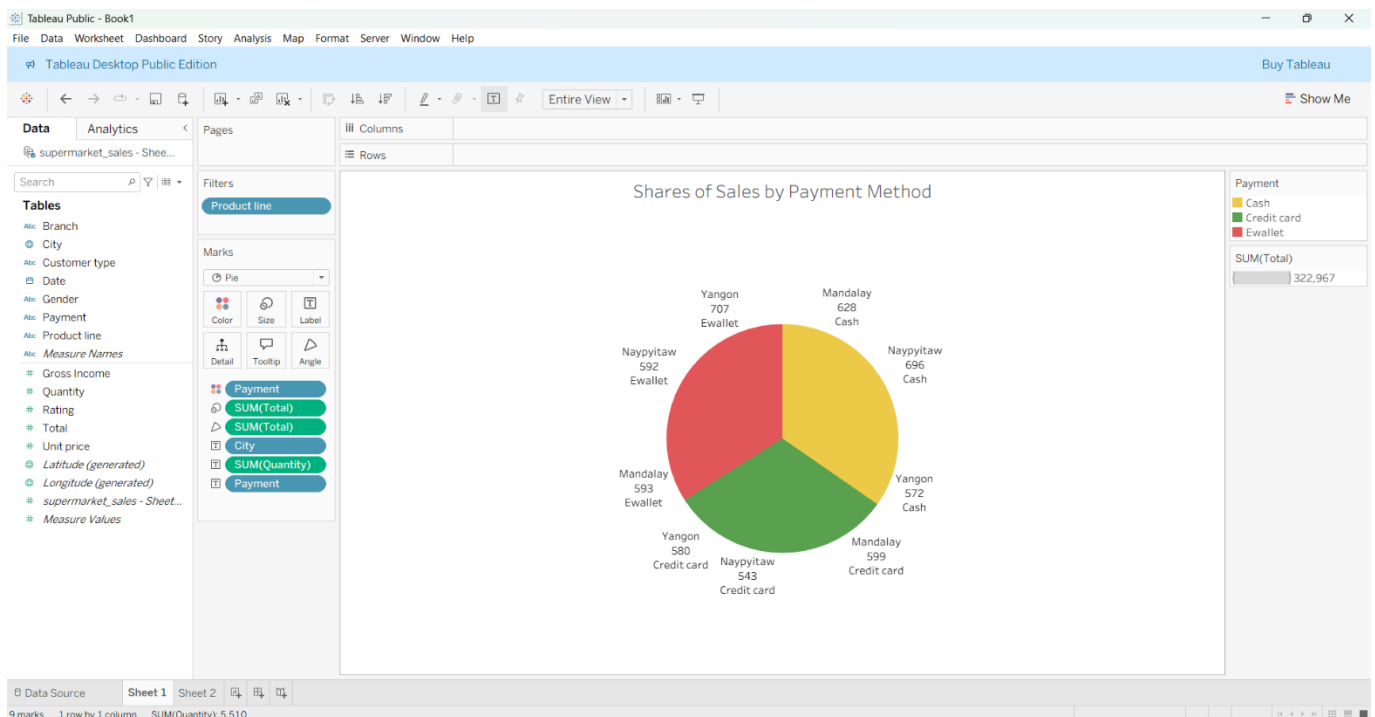 Tableau Public - Book1
File Data Worksheet Dashboard Story Analysis Map Format Server Window Help
Tableau Desktop Public Edition
Buy Tableau
Entire View
Show Me
Data
Analytics
supermarket_sales - Shee...
Search
Tables
Abc Branch
City
Abc Customer type
Date
Abc Gender
Abc Payment
Abc Product line
Abc Measure Names
# Gross Income
# Quantity
# Rating
# Total
# Unit price
Latitude (generated)
Longitude (generated)
# supermarket_sales - Sheet...
# Measure Values
Pages
Filters
Product line
Marks
Pie
Color
Size
Label
Detail
Tooltip
Angle
Payment
SUM(Total)
SUM(Total)
City
SUM(Quantity)
Payment
Columns
Rows
Shares of Sales by Payment Method
Yangon
707
Ewallet
Mandalay
628
Cash
Naypyitaw
592
Ewallet
Naypyitaw
696
Cash
Mandalay
593
Ewallet
Yangon
572
Cash
Yangon
580
Credit card
Naypyitaw
543
Credit card
Mandalay
599
Credit card
Payment
Cash
Credit card
Ewallet
SUM(Total)
322,967
Data Source
Sheet 1
Sheet 2
9 marks 1 row by 1 column SUM(Quantity): 5,510